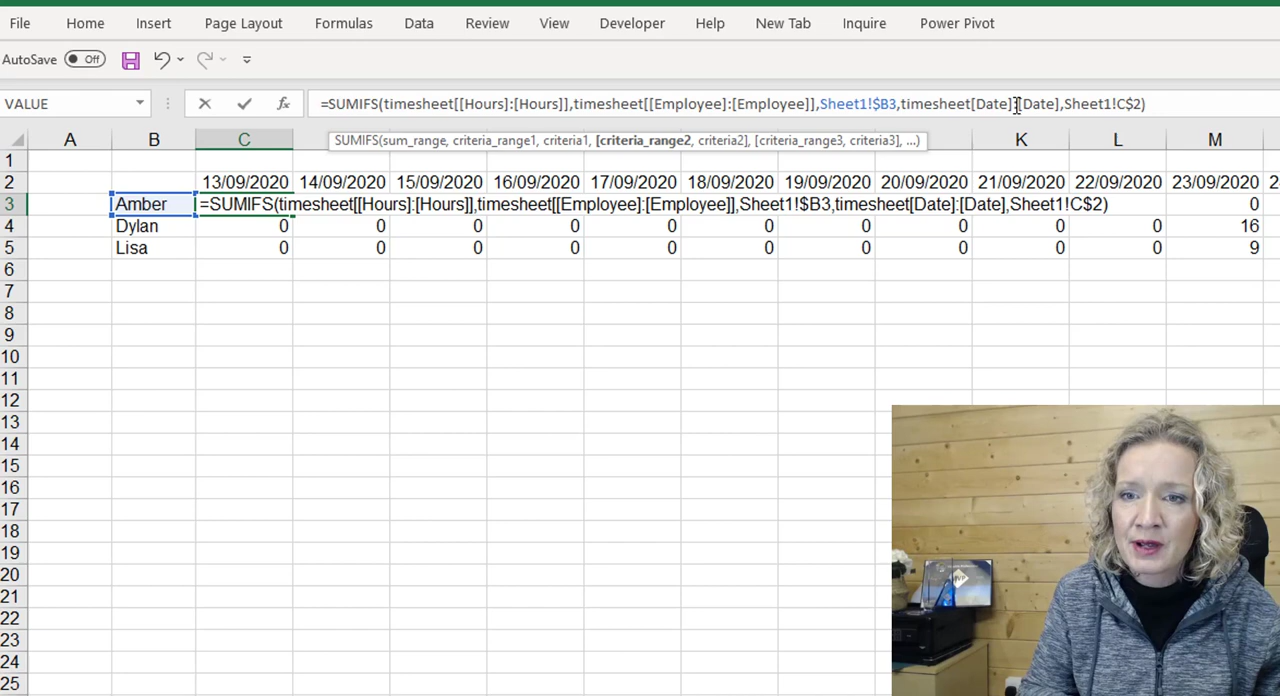 File Home Insert Page Layout Formulas Data Review View Developer Help New Tab Inquire Power Pivot
AutoSave Off
VALUE fx =SUMIFS(timesheet[[Hours]:[Hours]],timesheet[[Employee]:[Employee]],Sheet1!$B3,timesheet[Date]:[Date],Sheet1!C$2)
SUMIFS(sum_range, criteria_range1, criteria1, [criteria_range2, criteria2], [criteria_range3, criteria3], ...)
A B C K L M
1
2 13/09/2020 14/09/2020 15/09/2020 16/09/2020 17/09/2020 18/09/2020 19/09/2020 20/09/2020 21/09/2020 22/09/2020 23/09/2020 2
3 Amber =SUMIFS(timesheet[[Hours]:[Hours]],timesheet[[Employee]:[Employee]],Sheet1!$B3,timesheet[Date]:[Date],Sheet1!C$2) 0
4 Dylan 0 0 0 0 0 0 0 0 0 0 16
5 Lisa 0 0 0 0 0 0 0 0 0 0 9
6
7
8
9
10
11
12
13
14
15
16
17
18
19
20
21
22
23
24
25